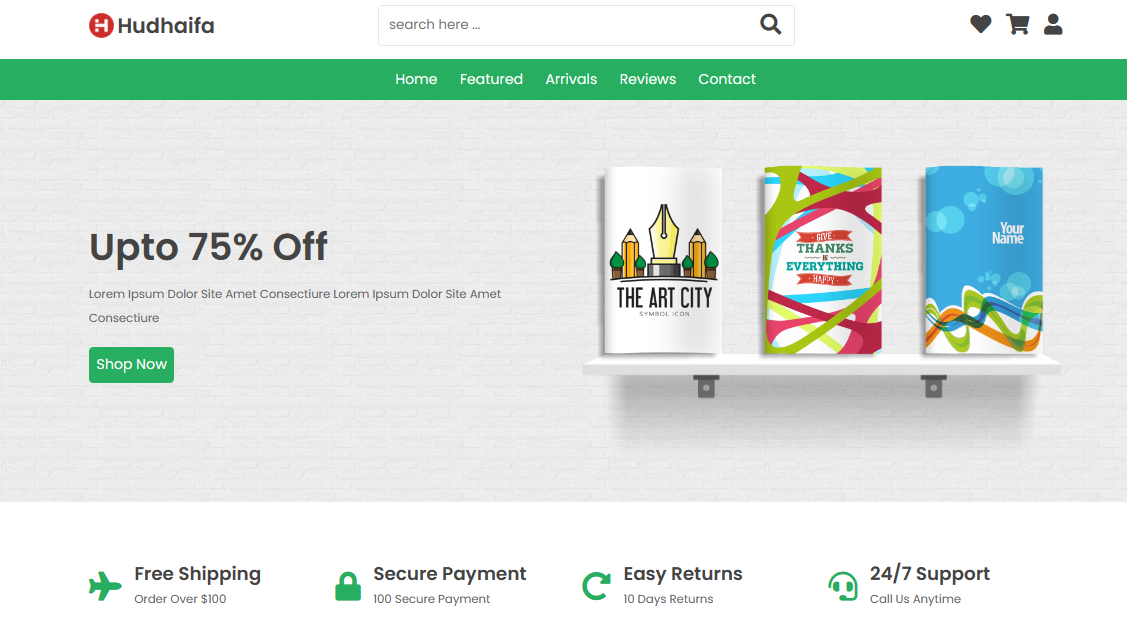 Hudhaifa
search here ...
Home Featured Arrivals Reviews Contact
Upto 75% Off
Lorem Ipsum Dolor Site Amet Consectiure Lorem Ipsum Dolor Site Amet
Consectiure
Shop Now
THE ART CITY
SYMBOL ICON
GIVE
THANKS
IS
EVERYTHING
HAPPY
Your
Name
Free Shipping
Order Over $100
Secure Payment
100 Secure Payment
Easy Returns
10 Days Returns
24/7 Support
Call Us Anytime